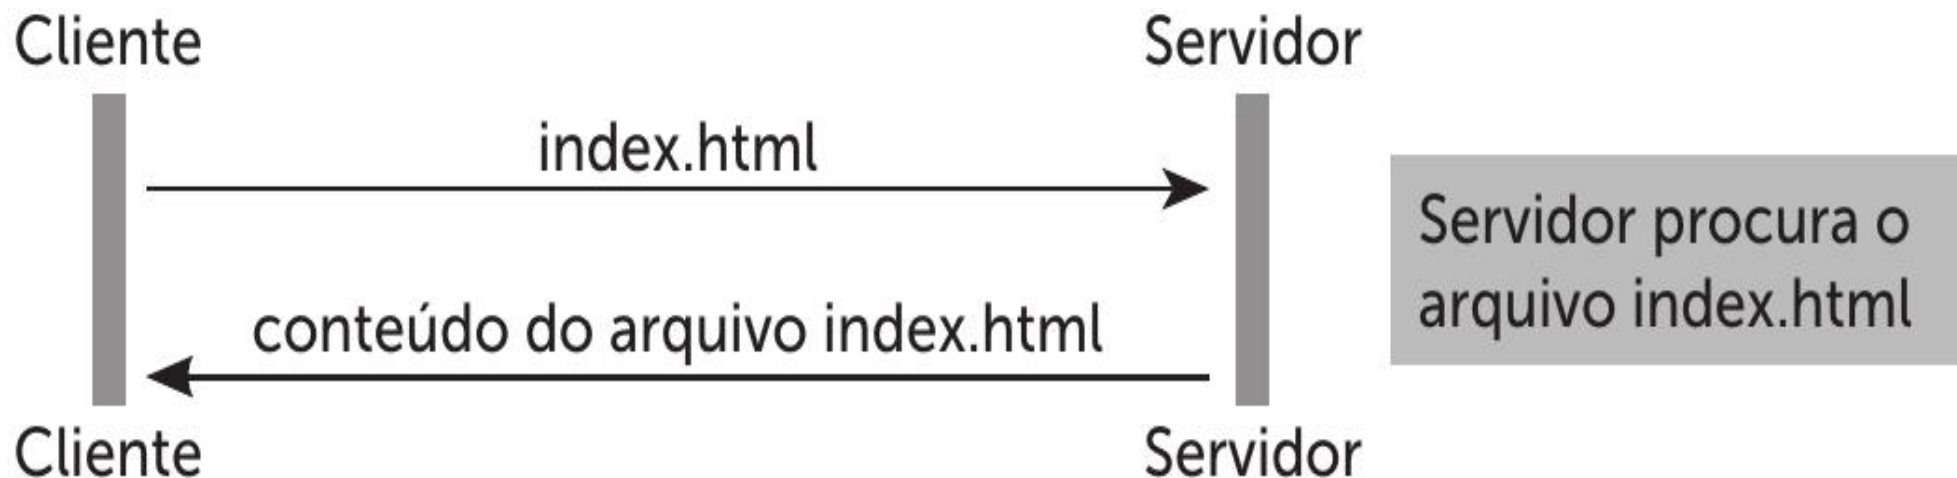 Cliente
Servidor
index.html
Servidor procura o
arquivo index.html
conteúdo do arquivo index.html
Cliente
Servidor